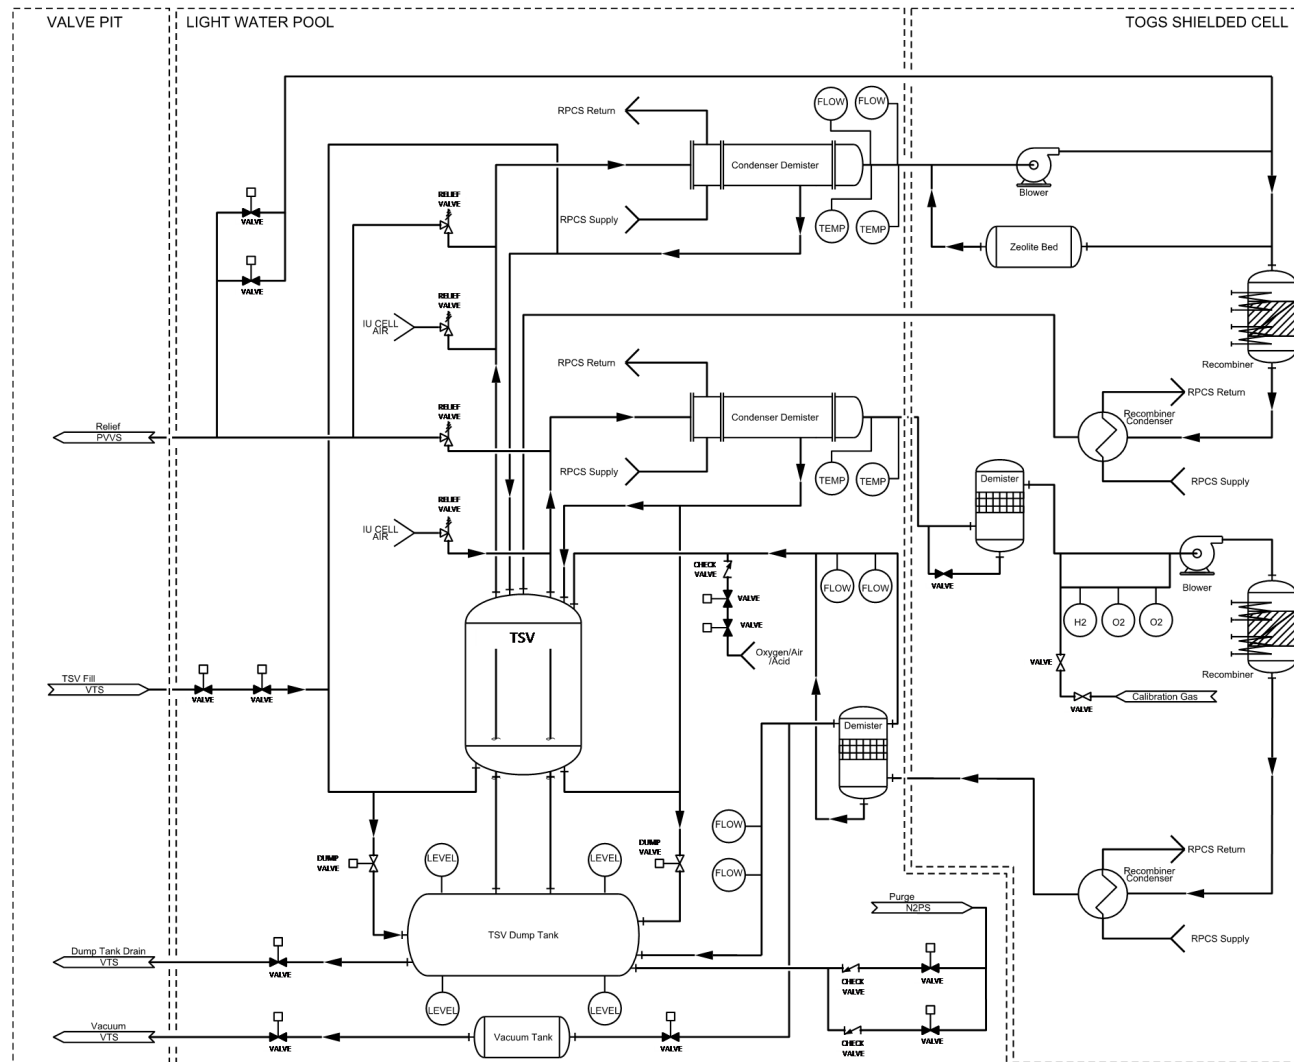 VALVE PIT
LIGHT WATER POOL
TOGS SHIELDED CELL
RPCS Return
FLOW
FLOW
Condenser Demister
Blower
RELIEF
VALVE
VALVE
RPCS Supply
TEMP
TEMP
Zeolite Bed
VALVE
RELIEF
VALVE
IU CELL
AIR
RPCS Return
Recombiner
RPCS Return
Recombiner
Condenser
RELIEF
VALVE
Condenser Demister
Relief
PVVS
RPCS Supply
TEMP
TEMP
Demister
RPCS Supply
RELIEF
VALVE
IU CELL
AIR
CHECK
VALVE
FLOW
FLOW
VALVE
Blower
VALVE
VALVE
H2
O2
O2
TSV
Oxygen/Air
/Acid
VALVE
Recombiner
TSV Fill
VTS
VALVE
VALVE
Calibration Gas
VALVE
Demister
FLOW
DUMP
VALVE
LEVEL
LEVEL
DUMP
VALVE
FLOW
RPCS Return
Recombiner
Condenser
Purge
N2PS
TSV Dump Tank
RPCS Supply
Dump Tank Drain
VTS
VALVE
CHECK
VALVE
VALVE
LEVEL
LEVEL
Vacuum
VTS
VALVE
Vacuum Tank
VALVE
CHECK
VALVE
VALVE